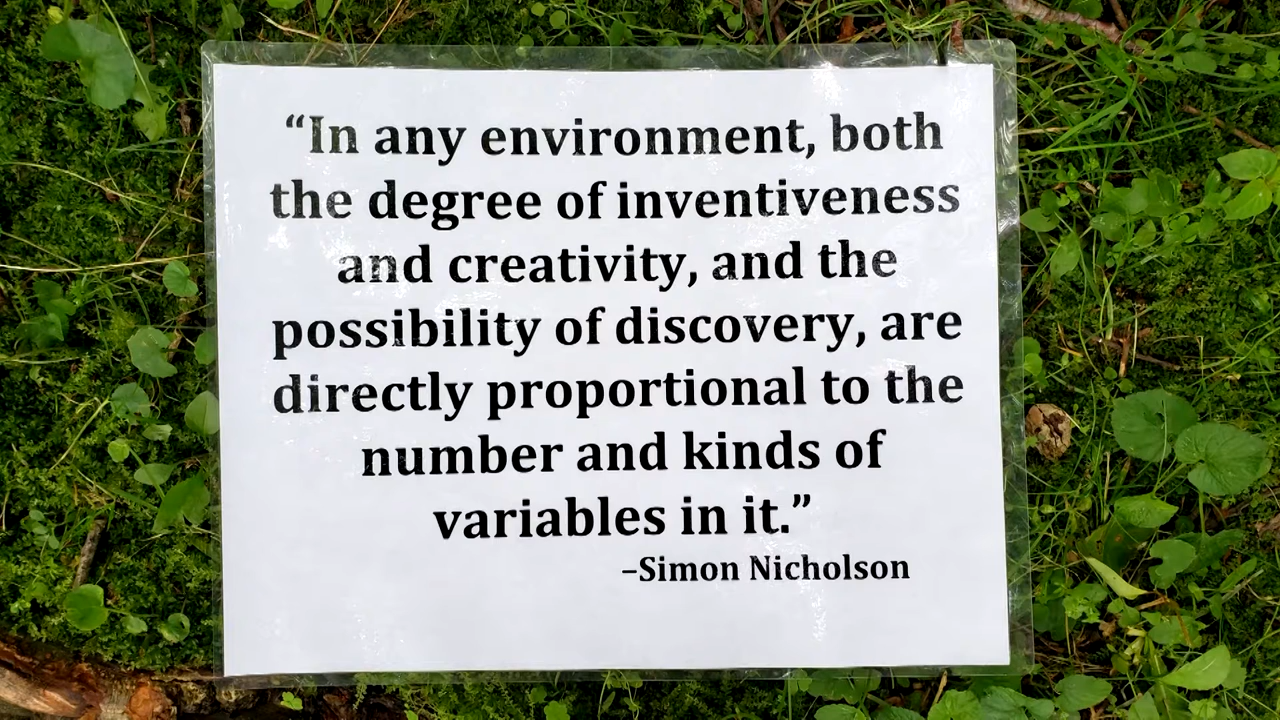 “In any environment, both
the degree of inventiveness
and creativity, and the
possibility of discovery, are
directly proportional to the
number and kinds of
variables in it.”
–Simon Nicholson